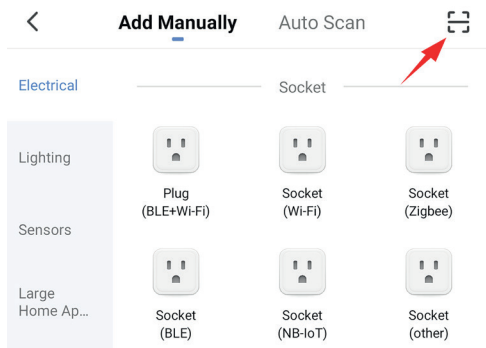 Add Manually
Auto Scan
Electrical
Lighting
Sensors
Large
Home Ap...
Socket
Plug
(BLE+Wi-Fi)
Socket
(Wi-Fi)
Socket
(Zigbee)
Socket
(BLE)
Socket
(NB-IoT)
Socket
(other)